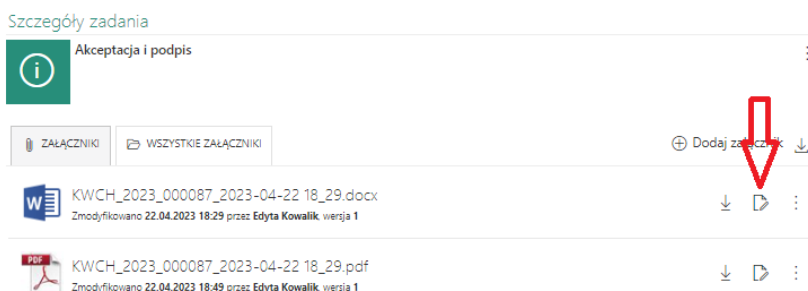 Szczegóły zadania
Akceptacja i podpis
ZAŁĄCZNIKI
WSZYSTKIE ZAŁĄCZNIKI
Dodaj załącznik
KWCH_2023_000087_2023-04-22 18_29.docx
Zmodyfikowano 22.04.2023 18:29 przez Edyta Kowalik, wersja 1
PDF
KWCH_2023_000087_2023-04-22 18_29.pdf
Zmodyfikowano 22.04.2023 18:49 przez Edyta Kowalik, wersja 1